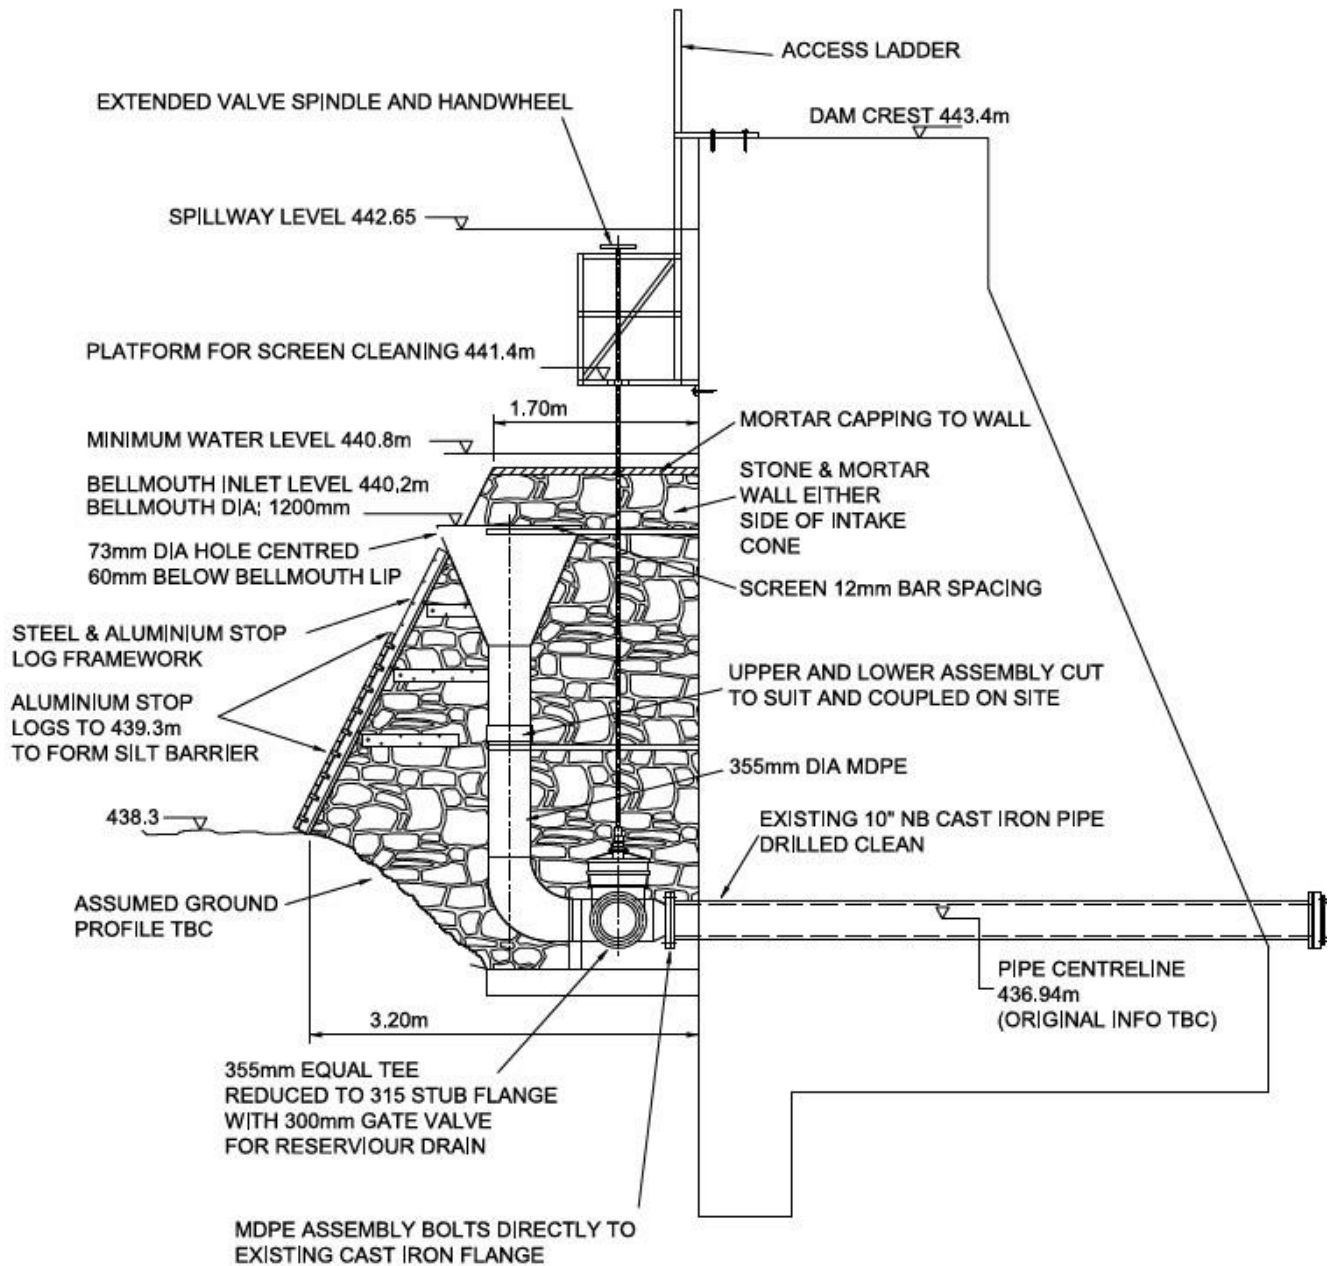 ACCESS LADDER
EXTENDED VALVE SPINDLE AND HANDWHEEL
DAM CREST 443.4m
SPILLWAY LEVEL 442.65
PLATFORM FOR SCREEN CLEANING 441.4m
1.70m
MORTAR CAPPING TO WALL
MINIMUM WATER LEVEL 440.8m
BELLMOUTH INLET LEVEL 440.2m
BELLMOUTH DIA: 1200mm
STONE & MORTAR
WALL EITHER
SIDE OF INTAKE
CONE
73mm DIA HOLE CENTRED
60mm BELOW BELLMOUTH LIP
SCREEN 12mm BAR SPACING
STEEL & ALUMINIUM STOP
LOG FRAMEWORK
UPPER AND LOWER ASSEMBLY CUT
TO SUIT AND COUPLED ON SITE
ALUMINIUM STOP
LOGS TO 439.3m
TO FORM SILT BARRIER
355mm DIA MDPE
438.3
EXISTING 10" NB CAST IRON PIPE
DRILLED CLEAN
ASSUMED GROUND
PROFILE TBC
PIPE CENTRELINE
436.94m
(ORIGINAL INFO TBC)
3.20m
355mm EQUAL TEE
REDUCED TO 315 STUB FLANGE
WITH 300mm GATE VALVE
FOR RESERVIOUR DRAIN
MDPE ASSEMBLY BOLTS DIRECTLY TO
EXISTING CAST IRON FLANGE